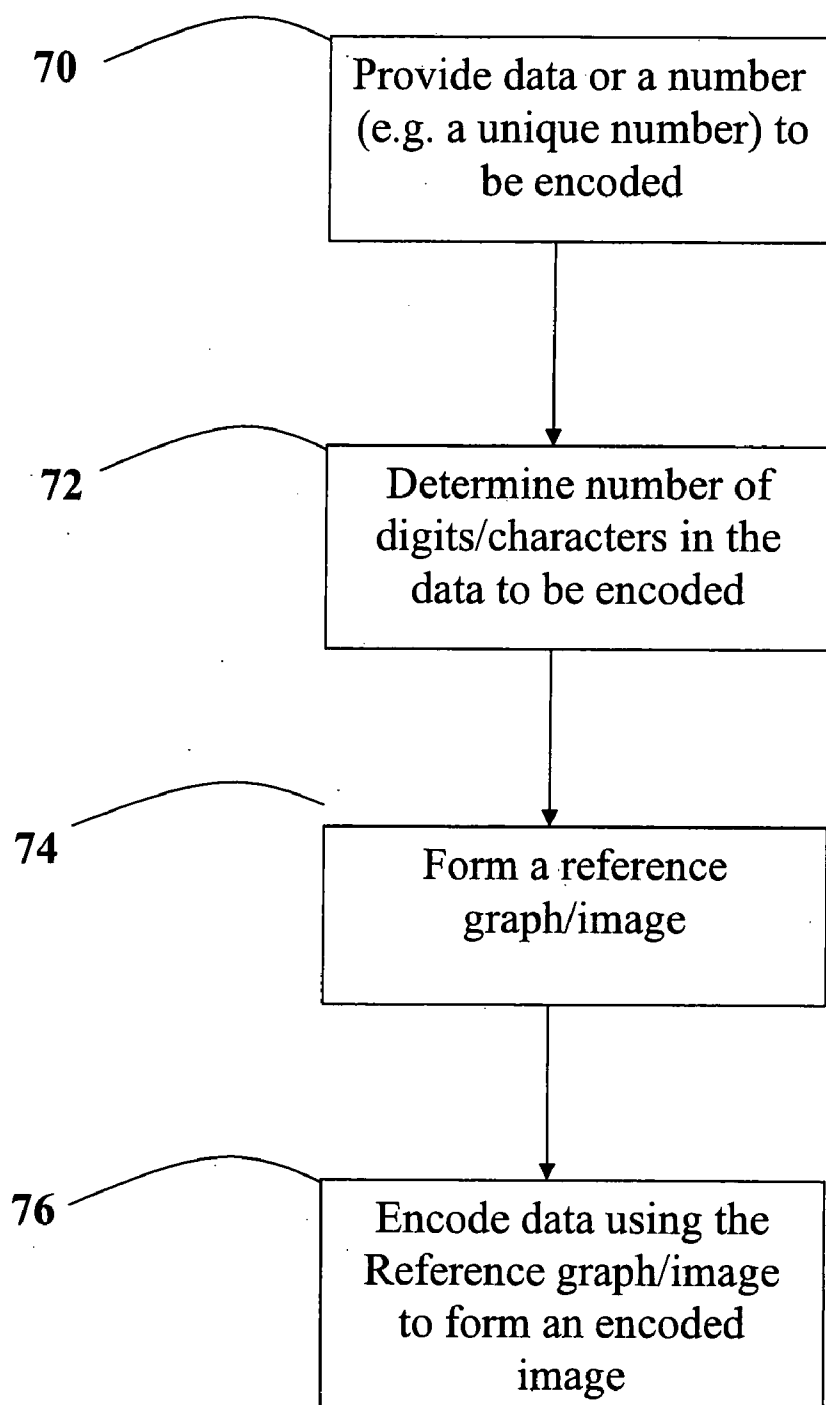 70
Provide data or a number
(e.g. a unique number) to
be encoded
72
Determine number of
digits/characters in the
data to be encoded
74
Form a reference
graph/image
76
Encode data using the
Reference graph/image
to form an encoded
image